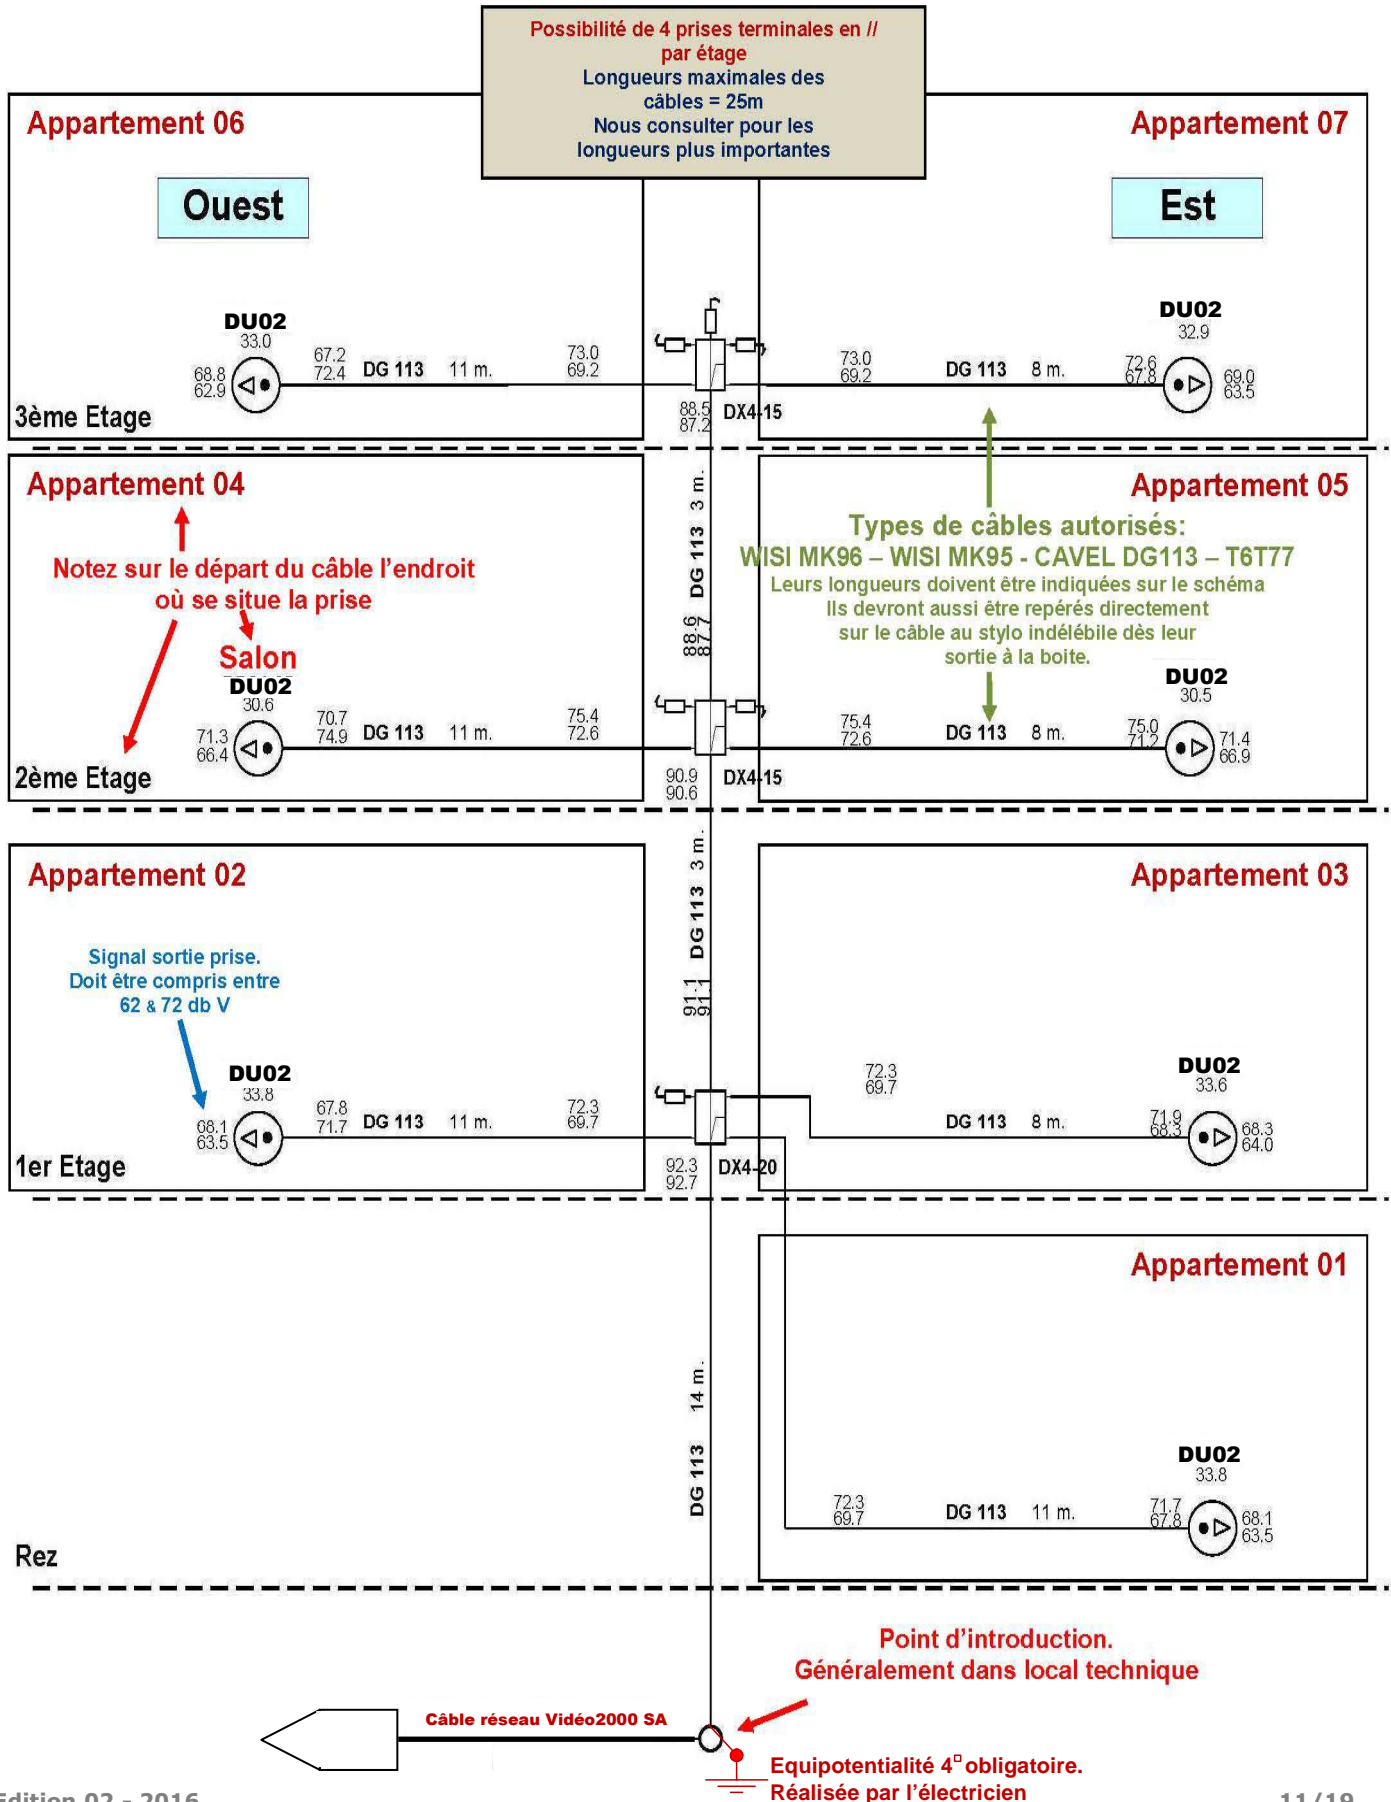 Possibilité de 4 prises terminales en //
par étage
Longueurs maximales des
câbles = 25m
Nous consulter pour les
longueurs plus importantes
Appartement 06
Appartement 07
Ouest
Est
DU02
33.0
68.8
62.9
67.2
72.4
DG 113 11 m.
73.0
69.2
73.0
69.2
DG 113 8 m.
72.6
67.8
DU02
32.9
69.0
63.5
3ème Etage
88.5
87.2
DX4-15
Appartement 04
Appartement 05
DG 113 3 m.
88.6
87.7
Notez sur le départ du câble l'endroit
où se situe la prise
Types de câbles autorisés:
WISI MK96 – WISI MK95 - CAVEL DG113 – T6T77
Leurs longueurs doivent être indiquées sur le schéma
Ils devront aussi être repérés directement
sur le câble au stylo indélébile dès leur
sortie à la boite.
Salon
DU02
30.6
71.3
66.4
70.7
74.9
DG 113 11 m.
75.4
72.6
75.4
72.6
DG 113 8 m.
75.0
71.2
DU02
30.5
71.4
66.9
2ème Etage
90.9
90.6
DX4-15
DG 113 3 m.
91.1
91.1
Appartement 02
Appartement 03
Signal sortie prise.
Doit être compris entre
62 & 72 db V
DU02
33.8
68.1
63.5
67.8
71.7
DG 113 11 m.
72.3
69.7
72.3
69.7
DG 113 8 m.
71.9
68.3
DU02
33.6
68.3
64.0
1er Etage
92.3
92.7
DX4-20
Appartement 01
DG 113 14 m.
72.3
69.7
DG 113 11 m.
71.7
67.8
DU02
33.8
68.1
63.5
Rez
Point d'introduction.
Généralement dans local technique
Câble réseau Vidéo2000 SA
Equipotentialité 4□ obligatoire.
Réalisée par l'électricien
Edition 02 - 2016
11/19